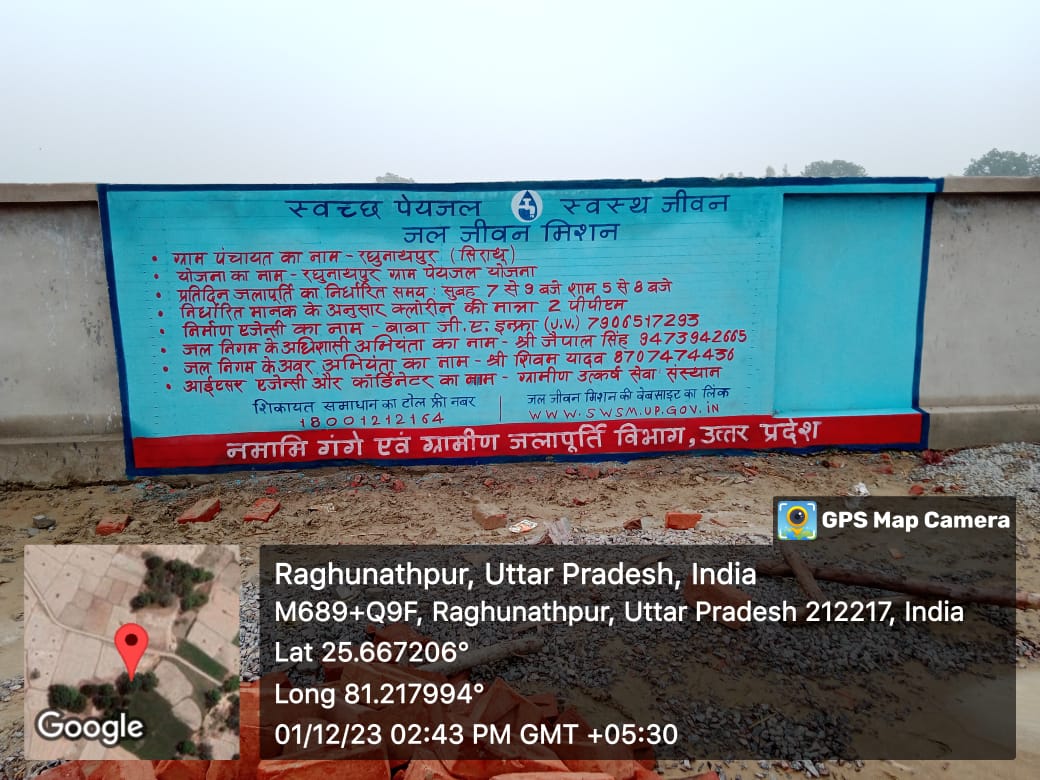 स्वच्छ पेयजल स्वस्थ जीवन
जल जीवन मिशन
• ग्राम पंचायत का नाम - रघुनाथपुर (सिराथू)
• योजना का नाम - रघुनाथपुर ग्राम पेयजल योजना
• प्रतिदिन जलापूर्ति का निर्धारित समय : सुबह 7 से 9 बजे शाम 5 से 8 बजे
• निर्धारित मानक के अनुसार क्लोरीन की मात्रा 2 पीपीएम
• निर्माण एजेन्सी का नाम - बाबा जी.ए. इन्फ्रा (J.V.) 7906517293
• जल निगम के अधिशासी अभियंता का नाम - श्री जैपाल सिंह 9473942665
• जल निगम के अवर अभियंता का नाम - श्री शिवम यादव 8707474436
• आईएसए एजेन्सी और कॉर्डिनेटर का नाम - ग्रामीण उत्कर्ष सेवा संस्थान
शिकायत समाधान का टोल फ्री नंबर
18001212164
जल जीवन मिशन की वेबसाइट का लिंक
WWW.SWSM.UP.GOV.IN
नमामि गंगे एवं ग्रामीण जलापूर्ति विभाग, उत्तर प्रदेश
GPS Map Camera
Raghunathpur, Uttar Pradesh, India
M689+Q9F, Raghunathpur, Uttar Pradesh 212217, India
Lat 25.667206°
Long 81.217994°
01/12/23 02:43 PM GMT +05:30
Google